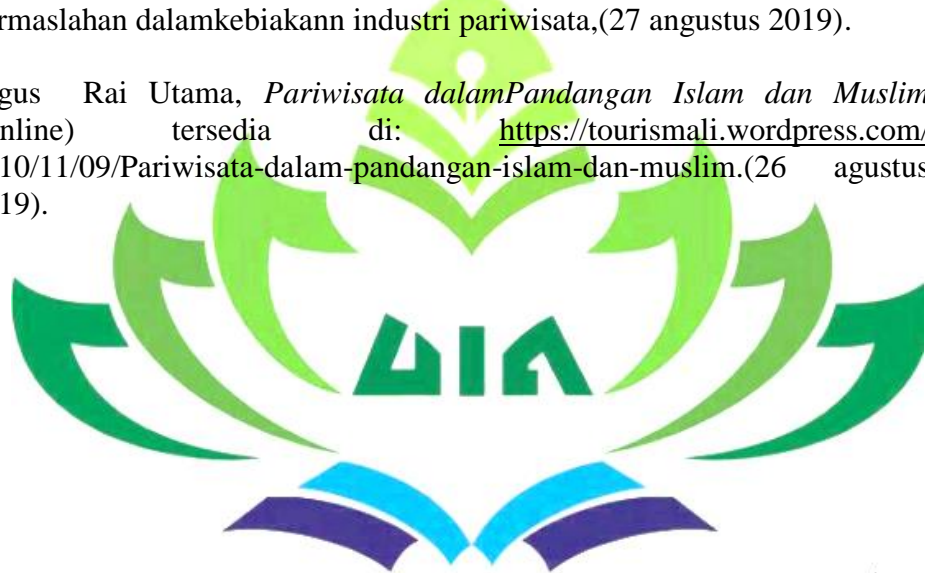 rmaslahan dalamkebiakann industri pariwisata,(27 angustus 2019).
gus Rai Utama, Pariwisata dalamPandangan Islam dan Muslim
nline) tersedia di: https://tourismali.wordpress.com/
10/11/09/Pariwisata-dalam-pandangan-islam-dan-muslim.(26 agustus
19).
UIN